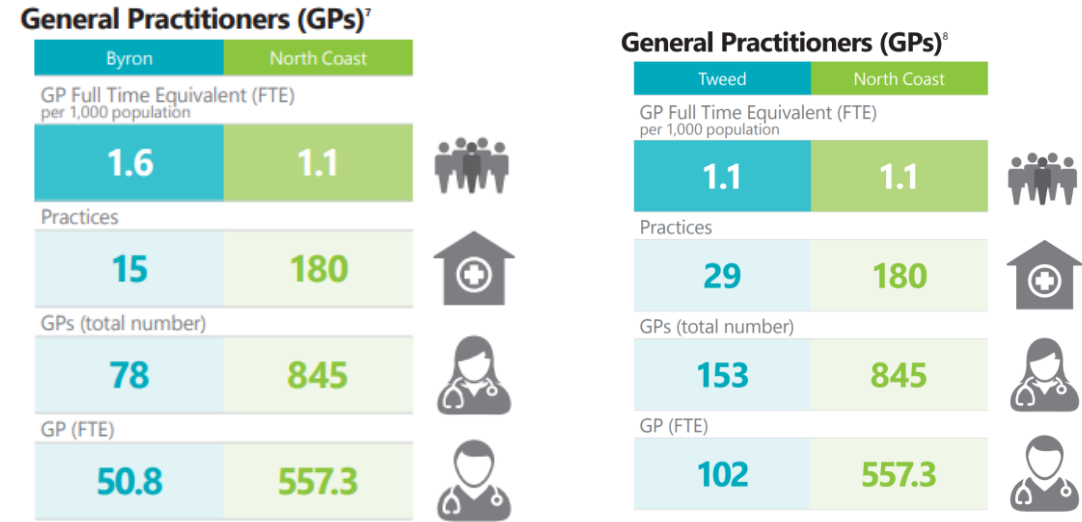 General Practitioners (GPs)⁷
Byron North Coast
GP Full Time Equivalent (FTE)
per 1,000 population
1.6 1.1
Practices
15 180
GPs (total number)
78 845
GP (FTE)
50.8 557.3
General Practitioners (GPs)⁸
Tweed North Coast
GP Full Time Equivalent (FTE)
per 1,000 population
1.1 1.1
Practices
29 180
GPs (total number)
153 845
GP (FTE)
102 557.3